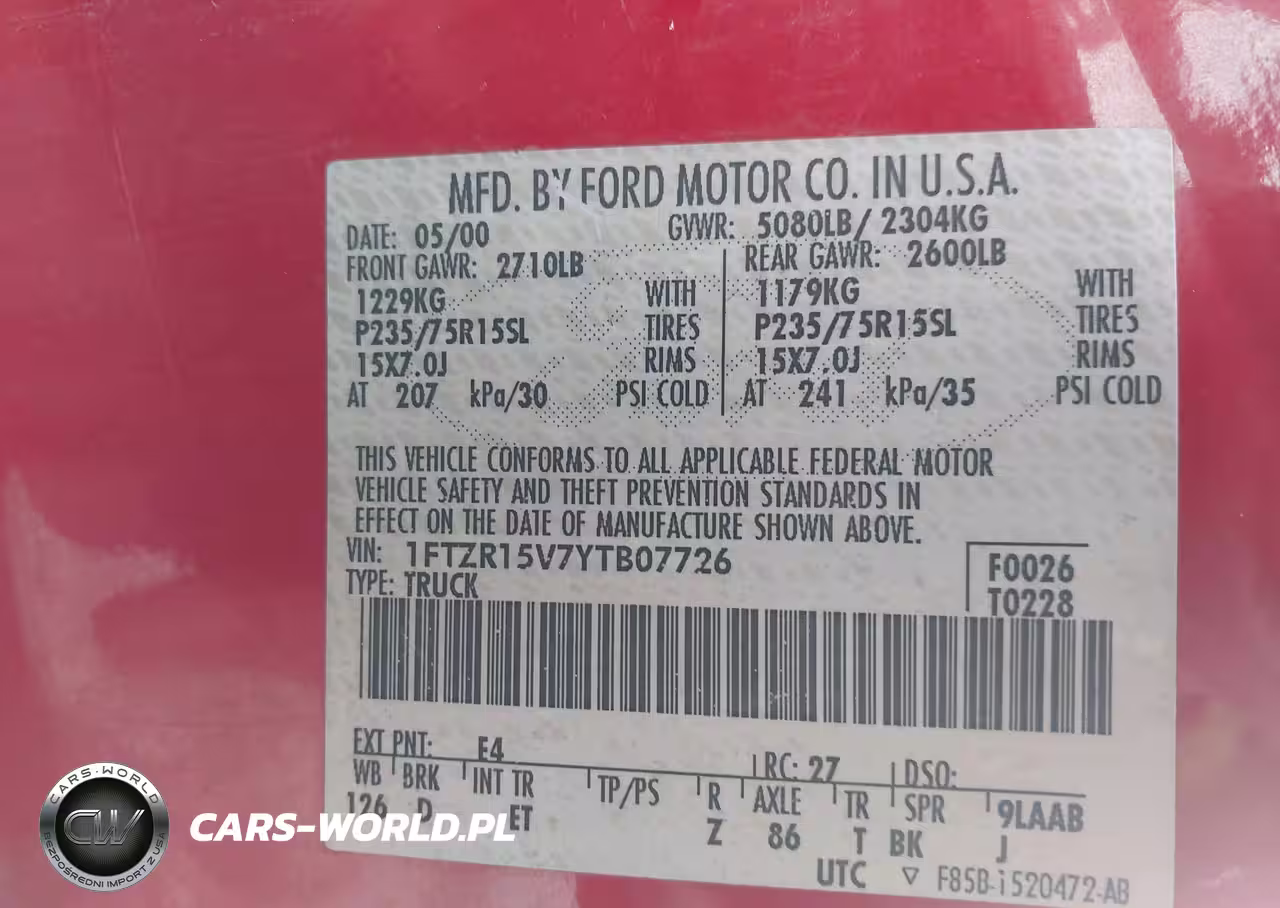 MFD. BY FORD MOTOR CO. IN U.S.A.
DATE: 05/00 GVWR: 5080LB/ 2304KG
FRONT GAWR: 2710LB REAR GAWR: 2600LB
1229KG WITH 1179KG WITH
P235/75R15SL TIRES P235/75R15SL TIRES
15X7.0J RIMS 15X7.0J RIMS
AT 207 kPa/30 PSI COLD AT 241 kPa/35 PSI COLD
THIS VEHICLE CONFORMS TO ALL APPLICABLE FEDERAL MOTOR
VEHICLE SAFETY AND THEFT PREVENTION STANDARDS IN
EFFECT ON THE DATE OF MANUFACTURE SHOWN ABOVE.
VIN: 1FTZR15V7YTB07726 F0026
TYPE: TRUCK T0228
EXT PNT: E4 RC: 27 DSO:
WB BRK INT TR TP/PS R AXLE TR SPR 9LAAB
126 D ET Z 86 T BK J
UTC ▽ F85B-1520472-AB
CARS-WORLD
CW
BEZPOŚREDNI IMPORT Z USA
CARS-WORLD.PL